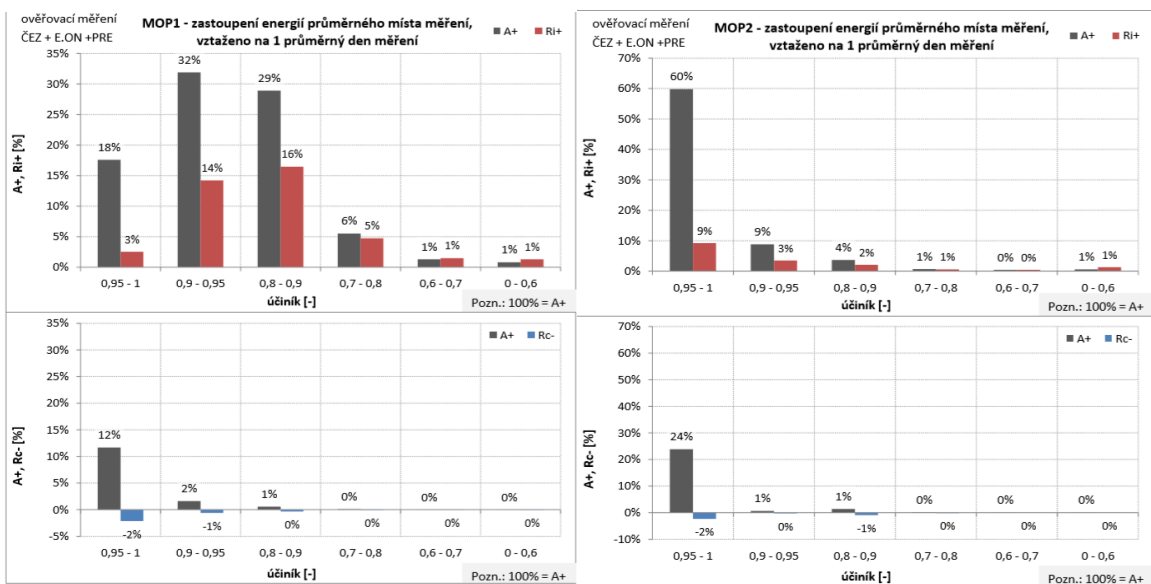 ověřovací měření
ČEZ + E.ON +PRE
MOP1 - zastoupení energií průměrného místa měření,
vztaženo na 1 průměrný den měření
A+ Ri+
A+, Ri+ [%]
35%
30%
25%
20%
15%
10%
5%
0%
18% 3%
32% 14%
29% 16%
6% 5%
1% 1%
1% 1%
0,95 - 1 0,9 - 0,95 0,8 - 0,9 0,7 - 0,8 0,6 - 0,7 0 - 0,6
účiník [-]
Pozn.: 100% = A+
A+ Rc-
A+, Rc- [%]
35%
30%
25%
20%
15%
10%
5%
0%
-5%
12% -2%
2% -1%
1% 0%
0% 0%
0% 0%
0% 0%
0,95 - 1 0,9 - 0,95 0,8 - 0,9 0,7 - 0,8 0,6 - 0,7 0 - 0,6
účiník [-]
Pozn.: 100% = A+
ověřovací měření
ČEZ + E.ON +PRE
MOP2 - zastoupení energií průměrného místa měření,
vztaženo na 1 průměrný den měření
A+ Ri+
A+, Ri+ [%]
70%
60%
50%
40%
30%
20%
10%
0%
60% 9%
9% 3%
4% 2%
1% 1%
0% 0%
1% 1%
0,95 - 1 0,9 - 0,95 0,8 - 0,9 0,7 - 0,8 0,6 - 0,7 0 - 0,6
účiník [-]
Pozn.: 100% = A+
A+ Rc-
A+, Rc- [%]
70%
60%
50%
40%
30%
20%
10%
0%
-10%
24% -2%
1% 0%
1% -1%
0% 0%
0% 0%
0% 0%
0,95 - 1 0,9 - 0,95 0,8 - 0,9 0,7 - 0,8 0,6 - 0,7 0 - 0,6
účiník [-]
Pozn.: 100% = A+